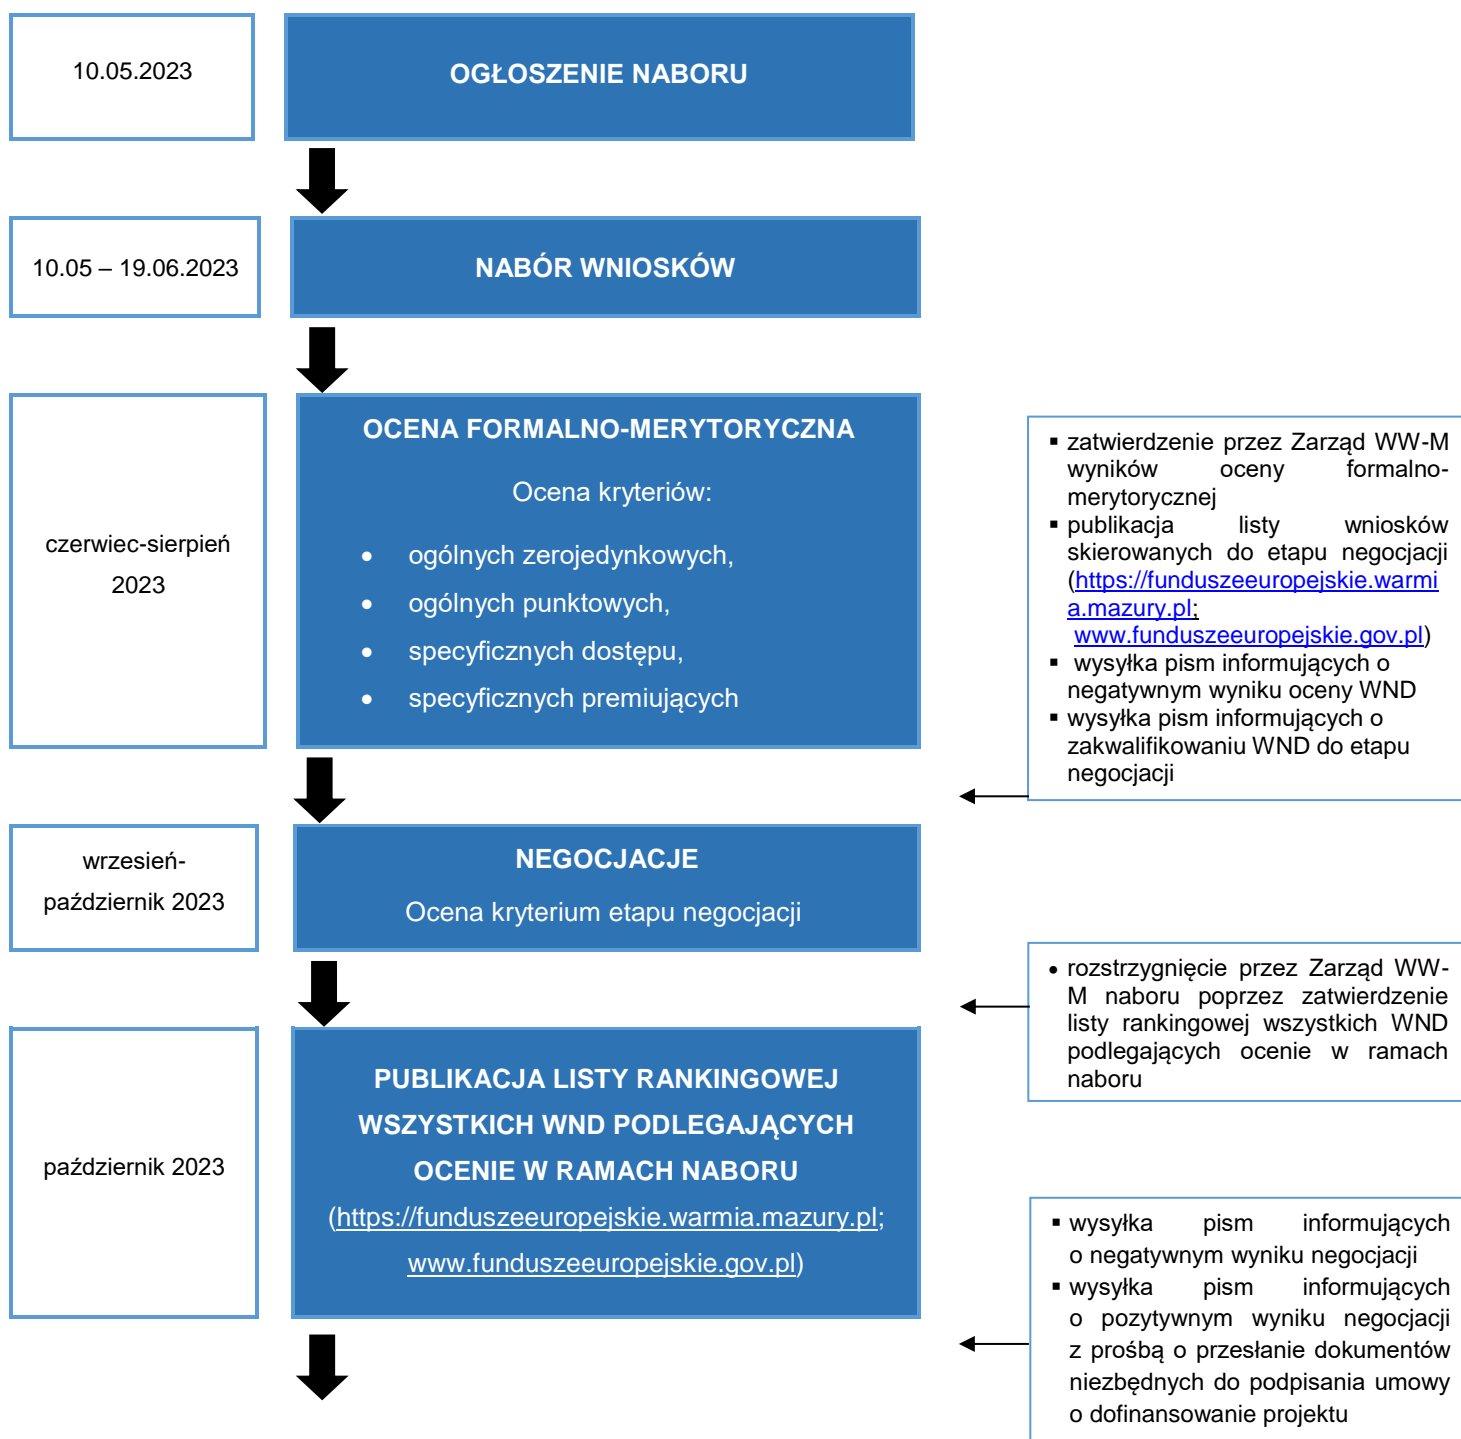 10.05.2023
OGŁOSZENIE NABORU
10.05 – 19.06.2023
NABÓR WNIOSKÓW
czerwiec-sierpień
2023
OCENA FORMALNO-MERYTORYCZNA
Ocena kryteriów:
• ogólnych zerojedynkowych,
• ogólnych punktowych,
• specyficznych dostępu,
• specyficznych premiujących
▪ zatwierdzenie przez Zarząd WW-M
wyników oceny formalno-
merytorycznej
▪ publikacja listy wniosków
skierowanych do etapu negocjacji
(https://funduszeeuropejskie.warmi
a.mazury.pl;
www.funduszeeuropejskie.gov.pl)
▪ wysyłka pism informujących o
negatywnym wyniku oceny WND
▪ wysyłka pism informujących o
zakwalifikowaniu WND do etapu
negocjacji
wrzesień-
październik 2023
NEGOCJACJE
Ocena kryterium etapu negocjacji
• rozstrzygnięcie przez Zarząd WW-
M naboru poprzez zatwierdzenie
listy rankingowej wszystkich WND
podlegających ocenie w ramach
naboru
październik 2023
PUBLIKACJA LISTY RANKINGOWEJ
WSZYSTKICH WND PODLEGAJĄCYCH
OCENIE W RAMACH NABORU
(https://funduszeeuropejskie.warmia.mazury.pl;
www.funduszeeuropejskie.gov.pl)
▪ wysyłka pism informujących
o negatywnym wyniku negocjacji
▪ wysyłka pism informujących
o pozytywnym wyniku negocjacji
z prośbą o przesłanie dokumentów
niezbędnych do podpisania umowy
o dofinansowanie projektu